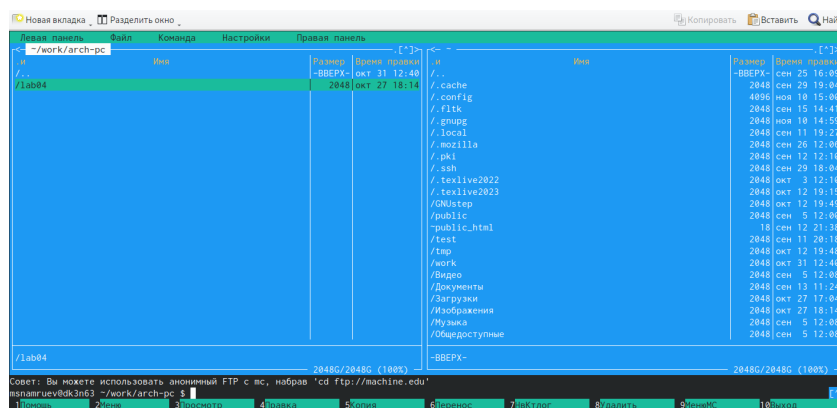 Новая вкладка Разделить окно Копировать Вставить Най
Левая панель Файл Команда Настройки Правая панель
<- ~/work/arch-pc .[^]>
.и Имя Размер Время правки
/.. -ВВЕРХ- окт 31 12:40
/lab04 2048 окт 27 18:14
/lab04
2048G/2048G (100%)
<- ~ .[^]>
.и Имя Размер Время правки
/.. -ВВЕРХ- сен 25 16:09
/.cache 2048 сен 29 19:04
/.config 4096 ноя 10 15:00
/.fltk 2048 сен 15 14:41
/.gnupg 2048 ноя 10 14:59
/.local 2048 сен 11 19:27
/.mozilla 2048 сен 26 12:06
/.pki 2048 сен 12 12:16
/.ssh 2048 сен 29 18:04
/.texlive2022 2048 окт 3 12:16
/.texlive2023 2048 окт 12 19:15
/GNUstep 2048 окт 12 19:49
/public 2048 сен 5 12:06
~public_html 18 сен 12 21:38
/test 2048 сен 11 20:18
/tmp 2048 окт 12 19:48
/work 2048 окт 31 12:40
/Видео 2048 сен 5 12:08
/Документы 2048 сен 13 11:24
/Загрузки 2048 окт 27 17:04
/Изображения 2048 окт 27 18:14
/Музыка 2048 сен 5 12:08
/Общедоступные 2048 сен 5 12:08
-ВВЕРХ-
2048G/2048G (100%)
Совет: Вы можете использовать анонимный FTP с mc, набрав 'cd ftp://machine.edu'
msnamruev@dk3n63 ~/work/arch-pc $
1Помощь 2Меню 3Просмотр 4Правка 5Копия 6Перенос 7НвКтлог 8Удалить 9МенюMC 10Выход